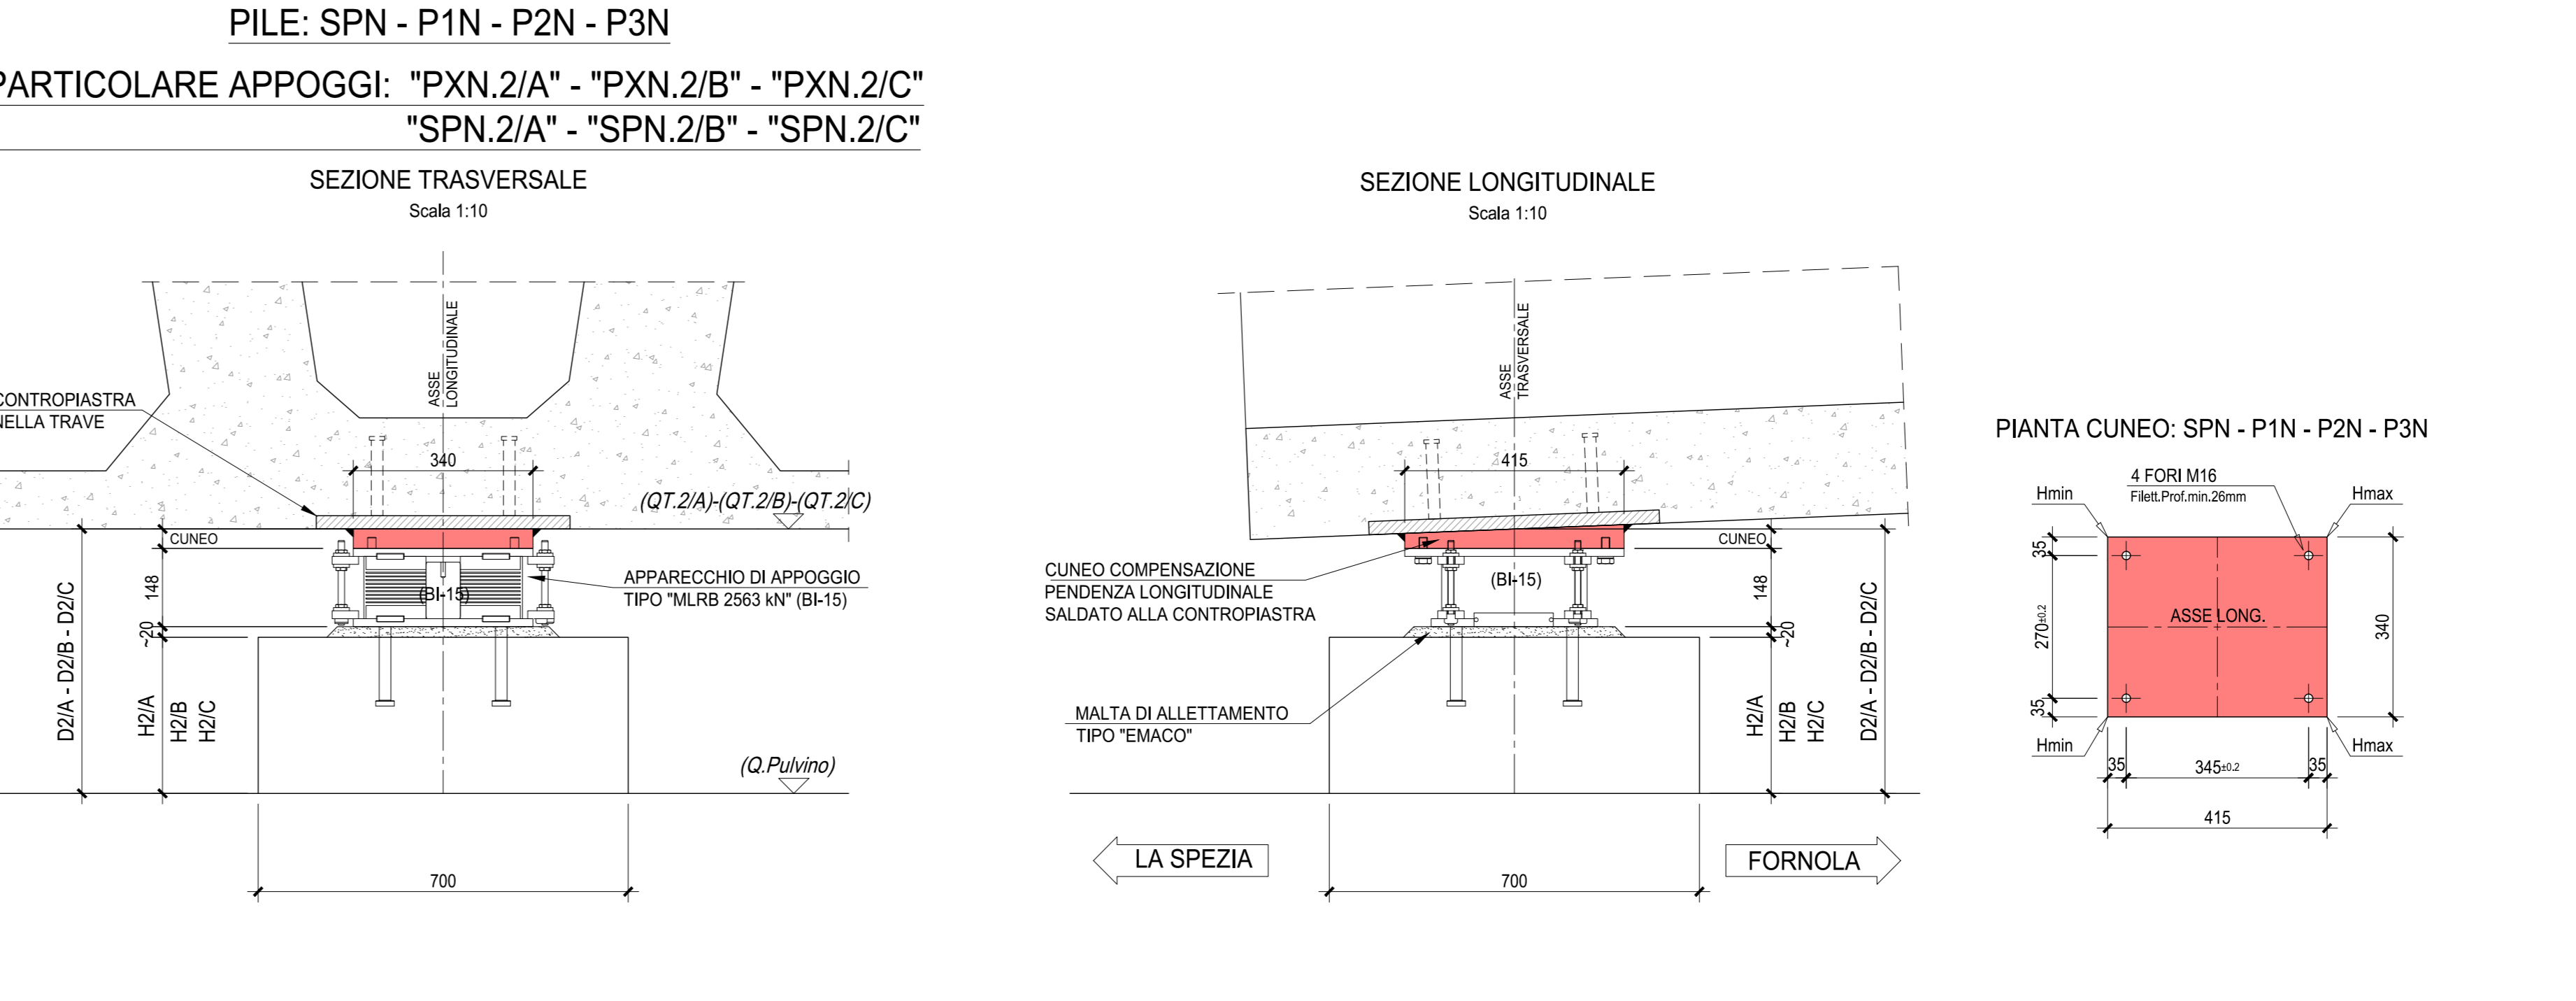 PILE: SPN - P1N - P2N - P3N
PARTICOLARE APPOGGI: "PXN.2/A" - "PXN.2/B" - "PXN.2/C"
"SPN.2/A" - "SPN.2/B" - "SPN.2/C"
SEZIONE TRASVERSALE
Scala 1:10
ASSE
LONGITUDINALE
CONTROPIASTRA
NELLA TRAVE
340
(QT.2/A)-(QT.2/B)-(QT.2/C)
CUNEO
148
~20
D2/A - D2/B - D2/C
H2/A
H2/B
H2/C
(BI-15)
APPARECCHIO DI APPOGGIO
TIPO "MLRB 2563 kN" (BI-15)
(Q.Pulvino)
700
SEZIONE LONGITUDINALE
Scala 1:10
ASSE
TRASVERSALE
415
CUNEO
CUNEO COMPENSAZIONE
PENDENZA LONGITUDINALE
SALDATO ALLA CONTROPIASTRA
(BI-15)
148
~20
MALTA DI ALLETTAMENTO
TIPO "EMACO"
H2/A
H2/B
H2/C
D2/A - D2/B - D2/C
LA SPEZIA
FORNOLA
700
PIANTA CUNEO: SPN - P1N - P2N - P3N
4 FORI M16
Filett.Prof.min.26mm
Hmin
Hmax
35
270±0.2
35
ASSE LONG.
340
Hmin
Hmax
35
345±0.2
35
415